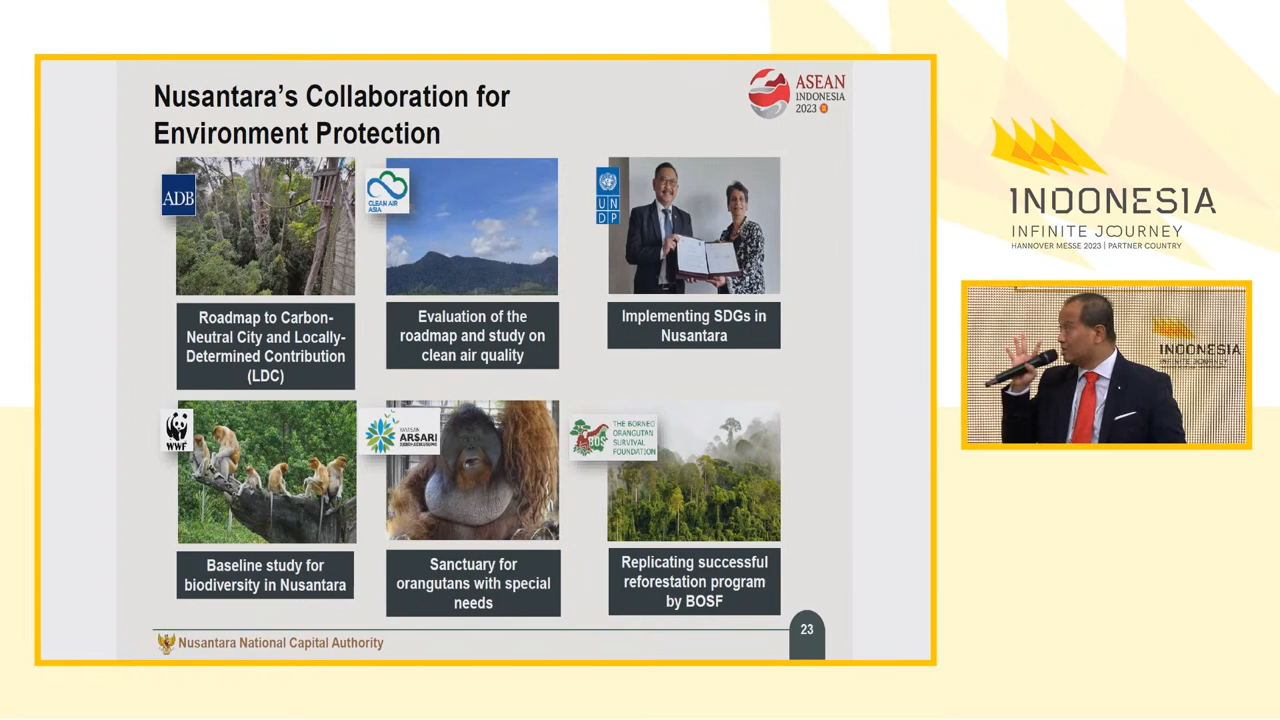 Nusantara's Collaboration for
Environment Protection
ASEAN
INDONESIA
2023
ADB
CLEAN AIR
ASIA
UN
DP
Roadmap to Carbon-
Neutral City and Locally-
Determined Contribution
(LDC)
Evaluation of the
roadmap and study on
clean air quality
Implementing SDGs in
Nusantara
WWF
ARSARI
BOS
THE BORNEO
ORANGUTAN
SURVIVAL
FOUNDATION
Baseline study for
biodiversity in Nusantara
Sanctuary for
orangutans with special
needs
Replicating successful
reforestation program
by BOSF
Nusantara National Capital Authority
23
INDONESIA
INFINITE JOURNEY
HANNOVER MESSE 2023 | PARTNER COUNTRY
INDONESIA